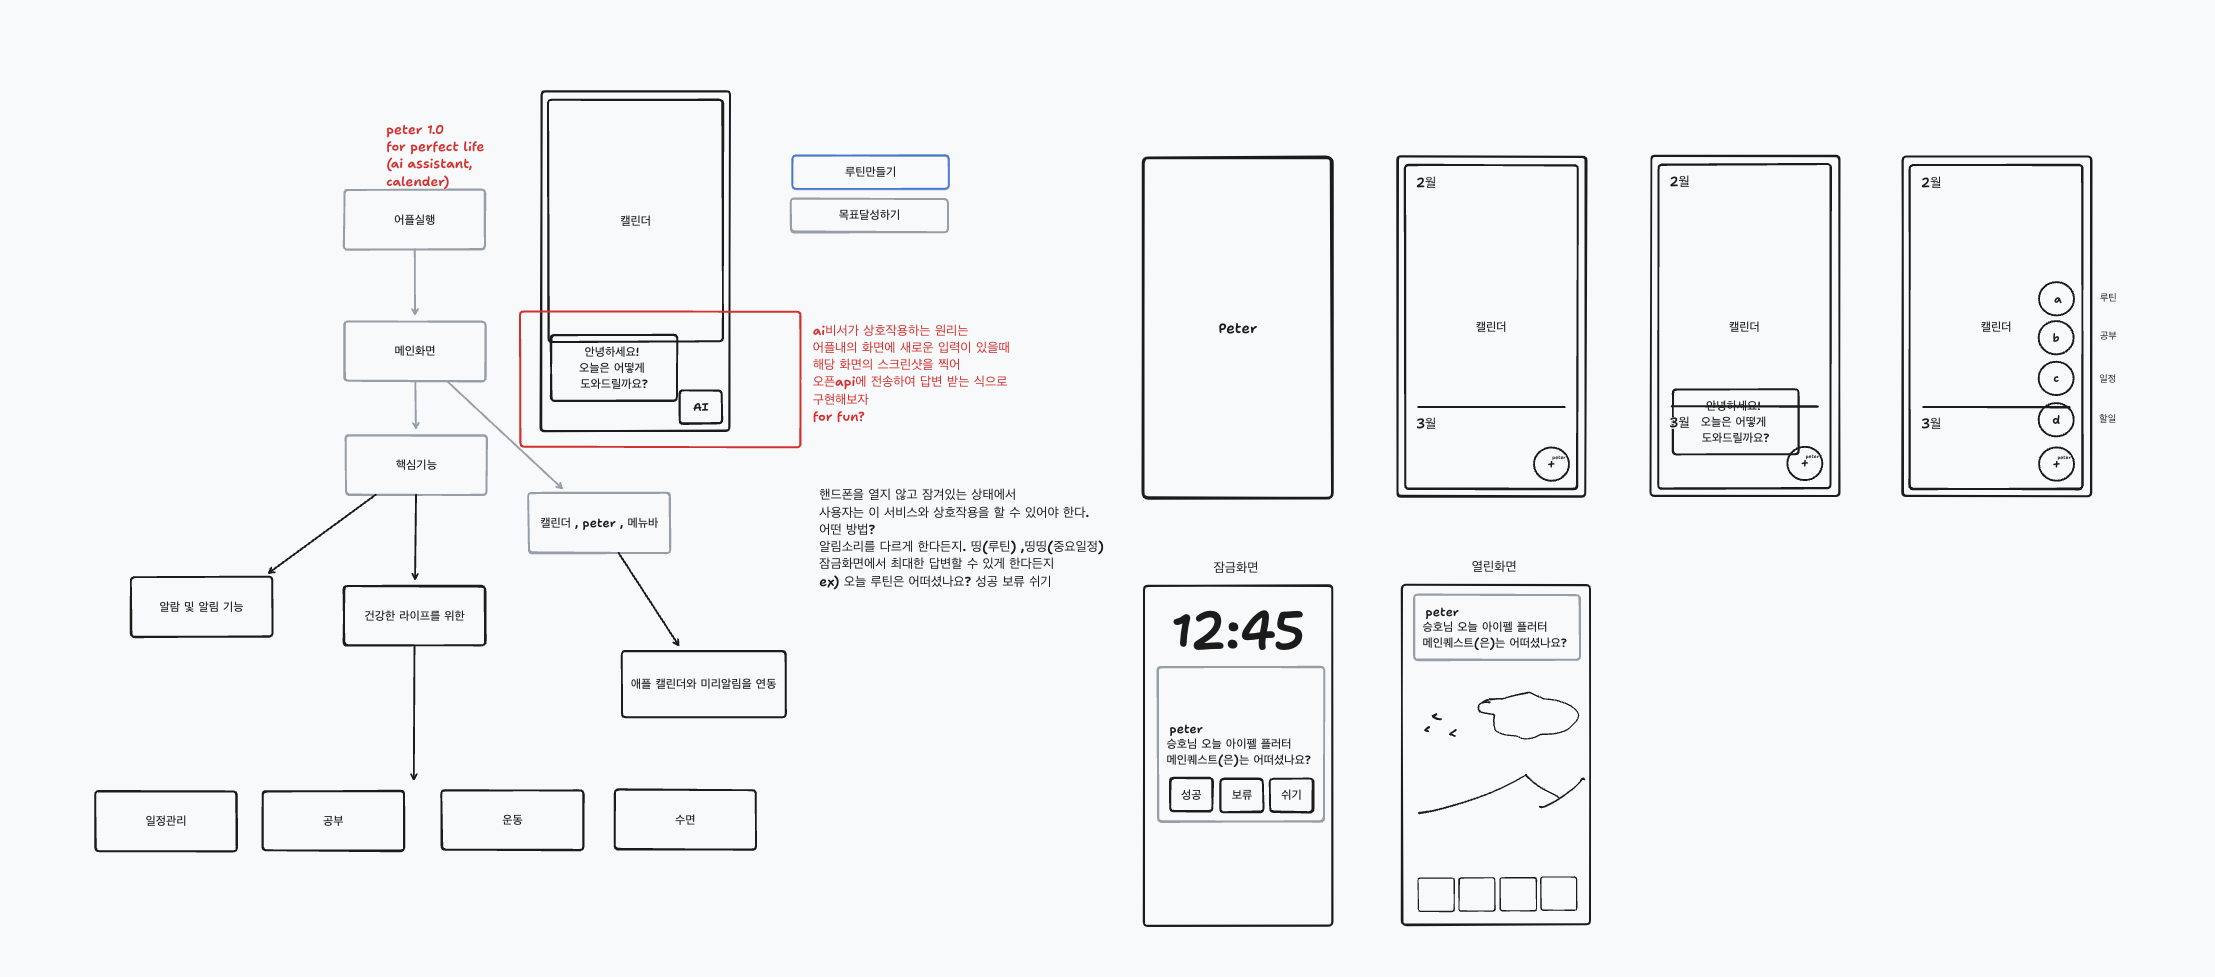 peter 1.0
for perfect life
(ai assistant,
calender)
어플실행
메인화면
핵심기능
캘린더 , peter , 메뉴바
알람 및 알림 기능
건강한 라이프를 위한
애플 캘린더와 미리알림을 연동
일정관리
공부
운동
수면
캘린더
안녕하세요!
오늘은 어떻게
도와드릴까요?
AI
루틴만들기
목표달성하기
ai비서가 상호작용하는 원리는
어플내의 화면에 새로운 입력이 있을때
해당 화면의 스크린샷을 찍어
오픈api에 전송하여 답변 받는 식으로
구현해보자
for fun?
핸드폰을 열지 않고 잠겨있는 상태에서
사용자는 이 서비스와 상호작용을 할 수 있어야 한다.
어떤 방법?
알림소리를 다르게 한다든지. 띵(루틴) ,띵띵(중요일정)
잠금화면에서 최대한 답변할 수 있게 한다든지
ex) 오늘 루틴은 어떠셨나요? 성공 보류 쉬기
Peter
2월
캘린더
3월
peter
+
2월
캘린더
안녕하세요!
3월
오늘은 어떻게
도와드릴까요?
peter
+
2월
캘린더
3월
a
루틴
b
공부
c
일정
d
할일
peter
+
잠금화면
12:45
peter
승호님 오늘 아이펠 플러터
메인퀘스트(은)는 어떠셨나요?
성공
보류
쉬기
열린화면
peter
승호님 오늘 아이펠 플러터
메인퀘스트(은)는 어떠셨나요?